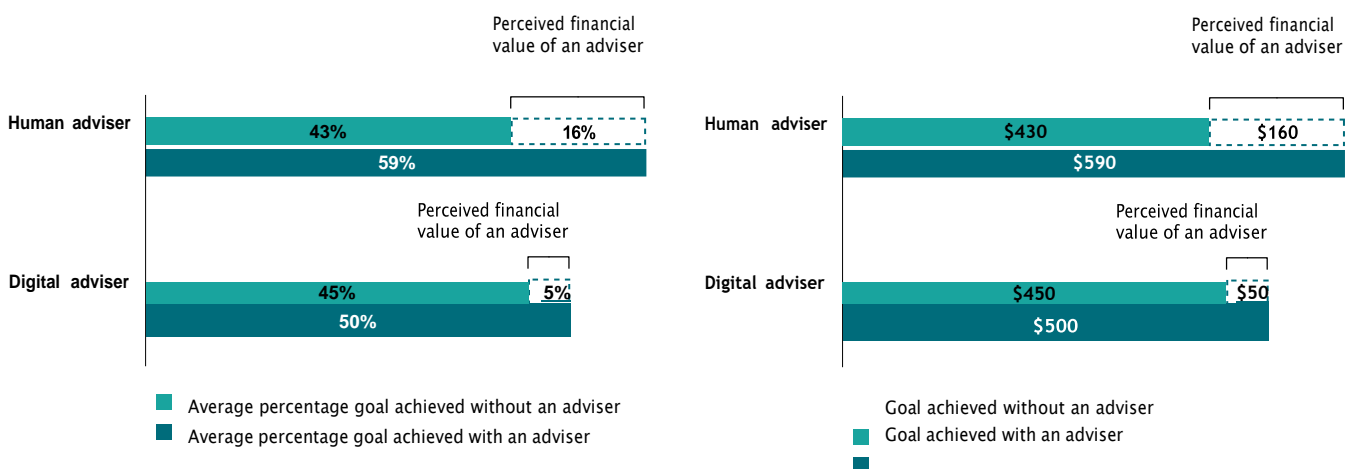 Perceived financial
value of an adviser
Human adviser
43%
16%
59%
Perceived financial
value of an adviser
Digital adviser
45%
5%
50%
Average percentage goal achieved without an adviser
Average percentage goal achieved with an adviser
Perceived financial
value of an adviser
Human adviser
$430
$160
$590
Perceived financial
value of an adviser
Digital adviser
$450
$50
$500
Goal achieved without an adviser
Goal achieved with an adviser